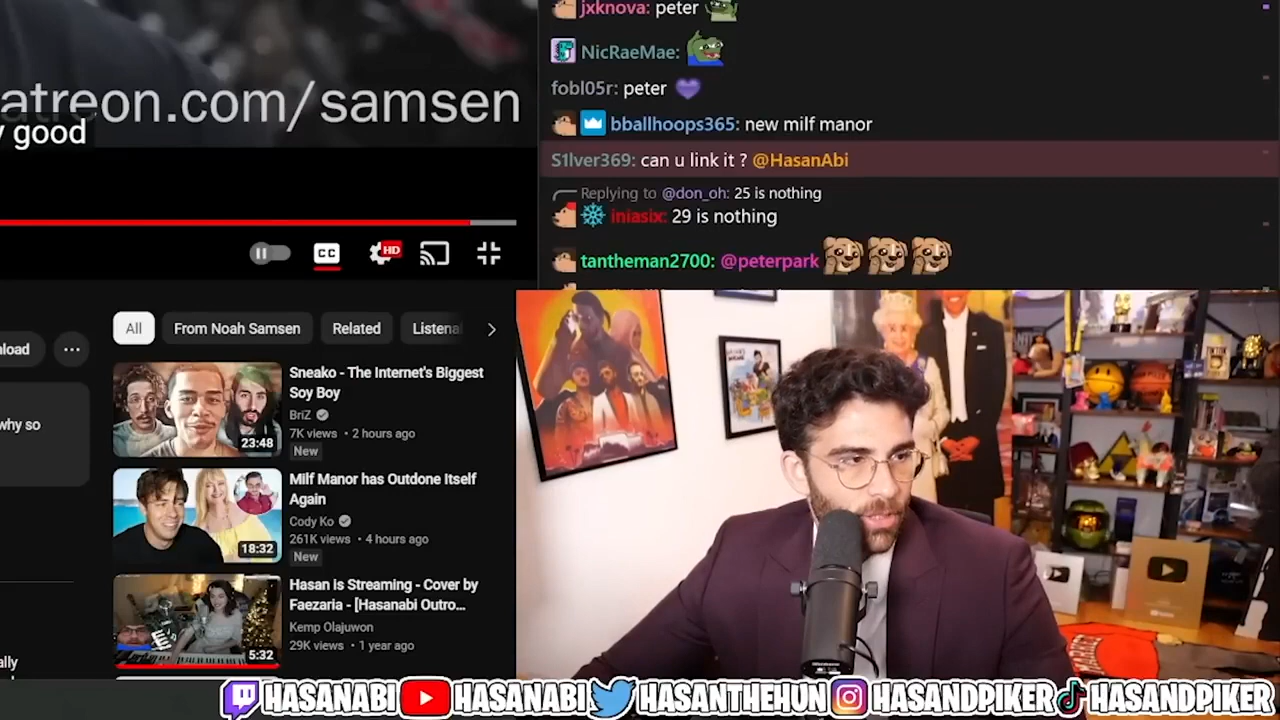 jxknova: peter
NicRaeMae:
fobl05r: peter
bballhoops365: new milf manor
S1lver369: can u link it ? @HasanAbi
Replying to @don_oh: 25 is nothing
iniasix: 29 is nothing
tantheman2700: @peterpark
atreon.com/samsen
y good
CC
HD
load
All
From Noah Samsen
Related
Listena
why so
Sneako - The Internet's Biggest
Soy Boy
BriZ
7K views • 2 hours ago
New
23:48
Milf Manor has Outdone Itself
Again
Cody Ko
261K views • 4 hours ago
New
18:32
Hasan is Streaming - Cover by
Faezaria - [Hasanabi Outro...
Kemp Olajuwon
29K views • 1 year ago
5:32
ally
HASANABI HASANABI HASANTHEHUN HASANDPIKER HASANDPIKER